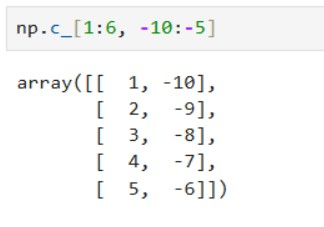 np.c_[1:6, -10:-5]
array([[  1, -10],
       [  2,  -9],
       [  3,  -8],
       [  4,  -7],
       [  5,  -6]])